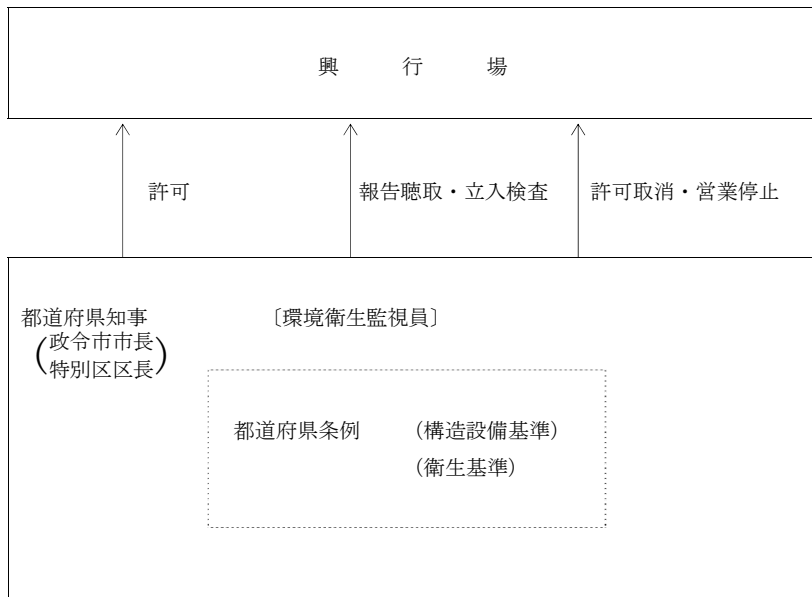 興行場
許可
報告聴取・立入検査
許可取消・営業停止
都道府県知事
(政令市市長
特別区区長)
〔環境衛生監視員〕
都道府県条例 (構造設備基準)
(衛生基準)